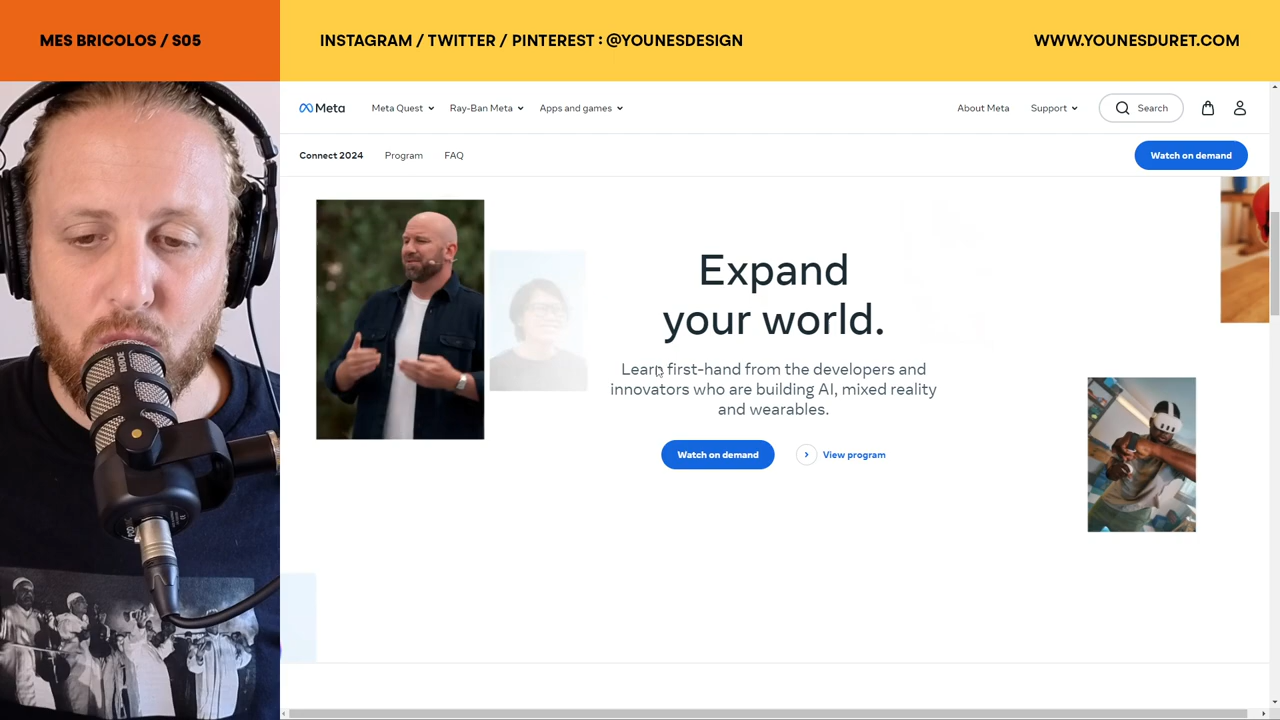 MES BRICOLOS / S05
INSTAGRAM / TWITTER / PINTEREST : @YOUNESDESIGN
WWW.YOUNESDURET.COM
Meta
Meta Quest
Ray-Ban Meta
Apps and games
About Meta
Support
Search
Connect 2024
Program
FAQ
Watch on demand
Expand
your world.
Learn first-hand from the developers and
innovators who are building AI, mixed reality
and wearables.
Watch on demand
View program
RODE